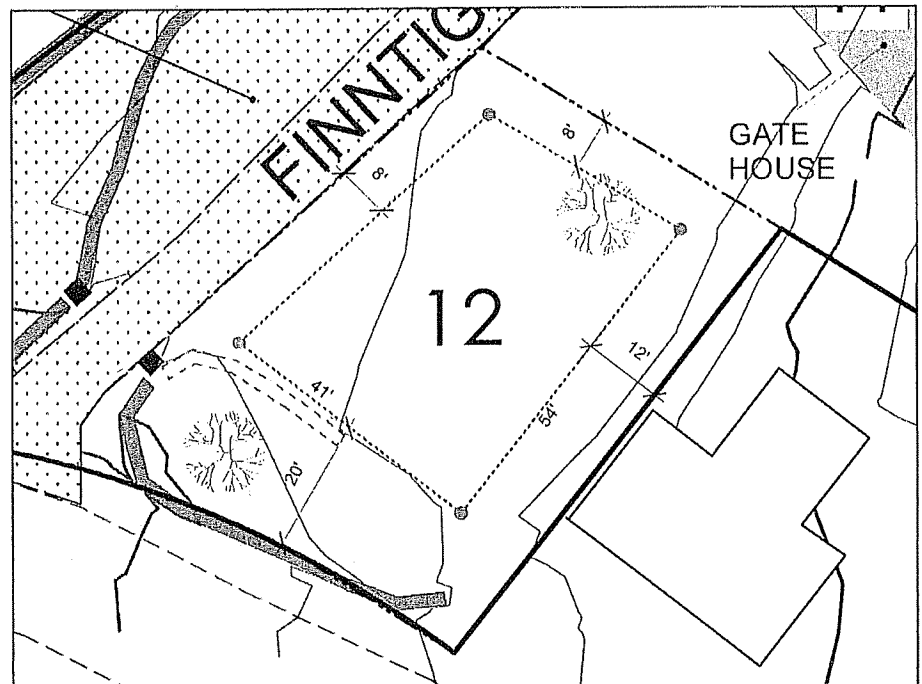 FINNTIG
8'
8'
GATE
HOUSE
12
12'
41'
54'
20'